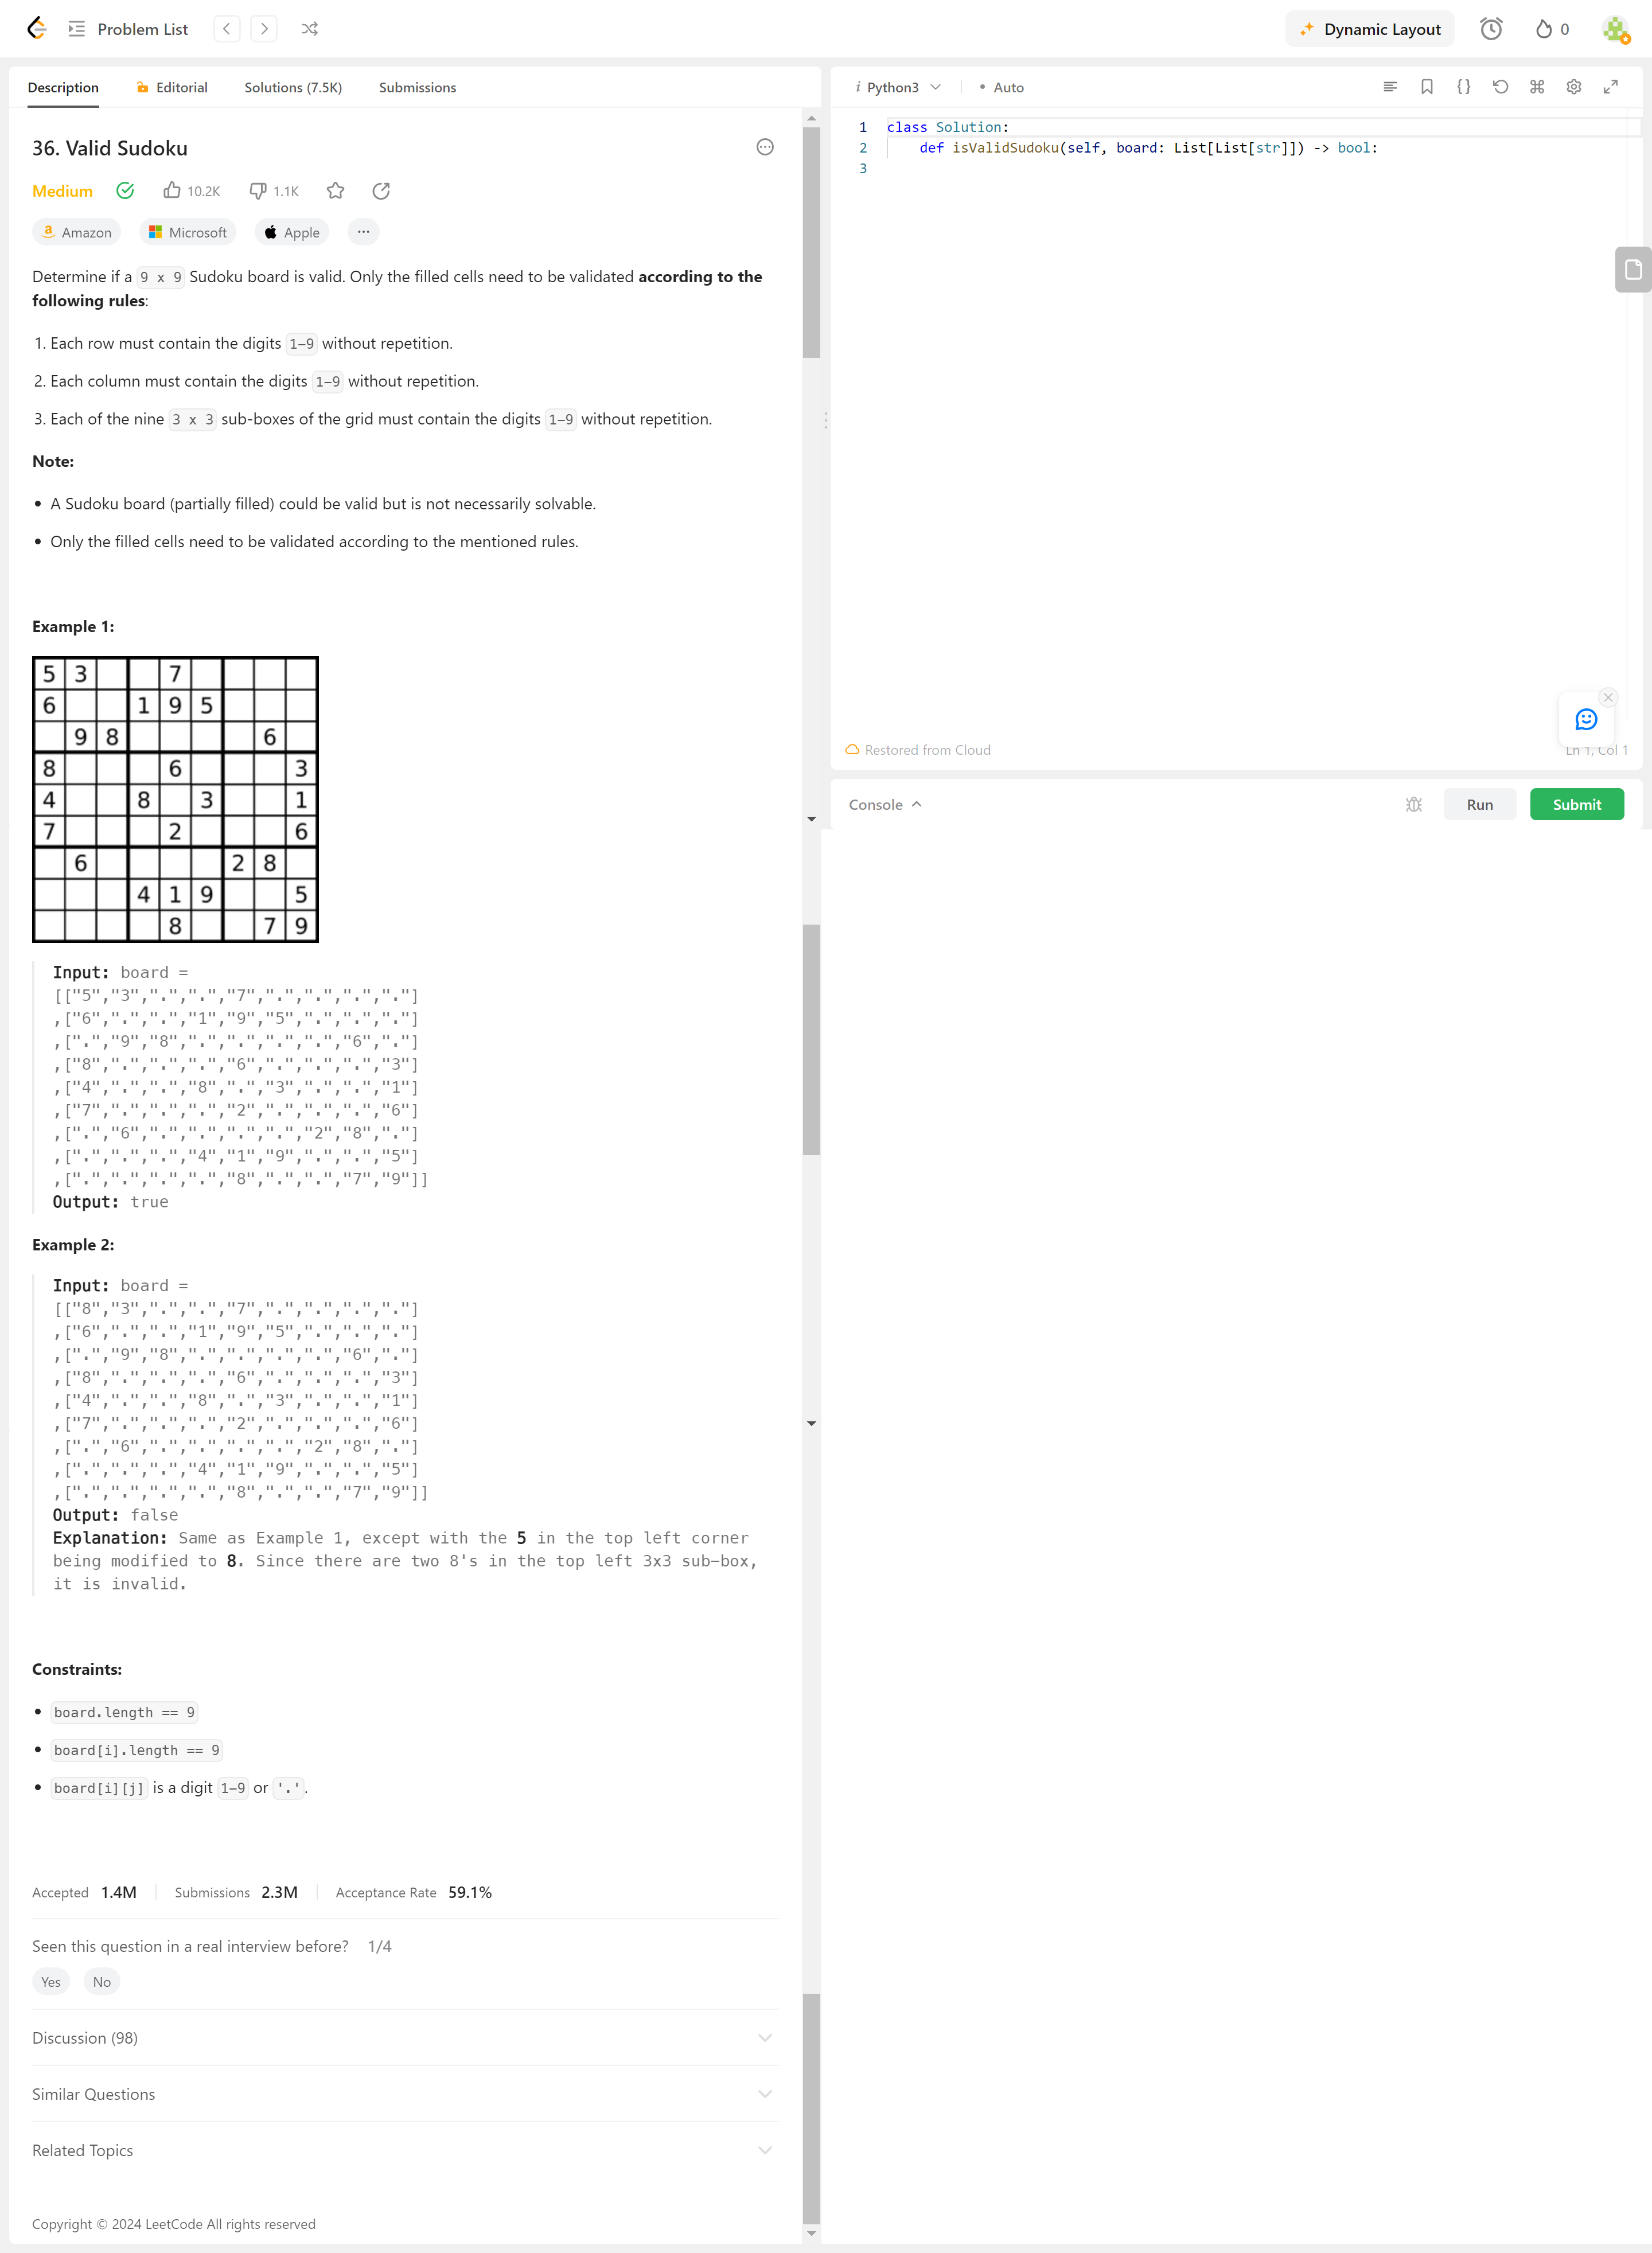 Problem List
Dynamic Layout
0
Description
Editorial
Solutions (7.5K)
Submissions
36. Valid Sudoku
Medium
10.2K
1.1K
Amazon
Microsoft
Apple
Determine if a 9 x 9 Sudoku board is valid. Only the filled cells need to be validated according to the
following rules:
1. Each row must contain the digits 1-9 without repetition.
2. Each column must contain the digits 1-9 without repetition.
3. Each of the nine 3 x 3 sub-boxes of the grid must contain the digits 1-9 without repetition.
Note:
• A Sudoku board (partially filled) could be valid but is not necessarily solvable.
• Only the filled cells need to be validated according to the mentioned rules.
Example 1:
5 3 7
6 1 9 5
9 8 6
8 6 3
4 8 3 1
7 2 6
6 2 8
4 1 9 5
8 7 9
Input: board =
[["5","3",".",".","7",".",".",".","."]
,["6",".",".","1","9","5",".",".","."]
,[".","9","8",".",".",".",".","6","."]
,["8",".",".",".","6",".",".",".","3"]
,["4",".",".","8",".","3",".",".","1"]
,["7",".",".",".","2",".",".",".","6"]
,[".","6",".",".",".",".","2","8","."]
,[".",".",".","4","1","9",".",".","5"]
,[".",".",".",".","8",".",".","7","9"]]
Output: true
Example 2:
Input: board =
[["8","3",".",".","7",".",".",".","."]
,["6",".",".","1","9","5",".",".","."]
,[".","9","8",".",".",".",".","6","."]
,["8",".",".",".","6",".",".",".","3"]
,["4",".",".","8",".","3",".",".","1"]
,["7",".",".",".","2",".",".",".","6"]
,[".","6",".",".",".",".","2","8","."]
,[".",".",".","4","1","9",".",".","5"]
,[".",".",".",".","8",".",".","7","9"]]
Output: false
Explanation: Same as Example 1, except with the 5 in the top left corner
being modified to 8. Since there are two 8's in the top left 3x3 sub-box,
it is invalid.
Constraints:
• board.length == 9
• board[i].length == 9
• board[i][j] is a digit 1-9 or '.'.
Accepted 1.4M
Submissions 2.3M
Acceptance Rate 59.1%
Seen this question in a real interview before? 1/4
Yes
No
Discussion (98)
Similar Questions
Related Topics
Copyright © 2024 LeetCode All rights reserved
i Python3
• Auto
1 class Solution:
2 def isValidSudoku(self, board: List[List[str]]) -> bool:
3
Restored from Cloud
Ln 1, Col 1
Console
Run
Submit